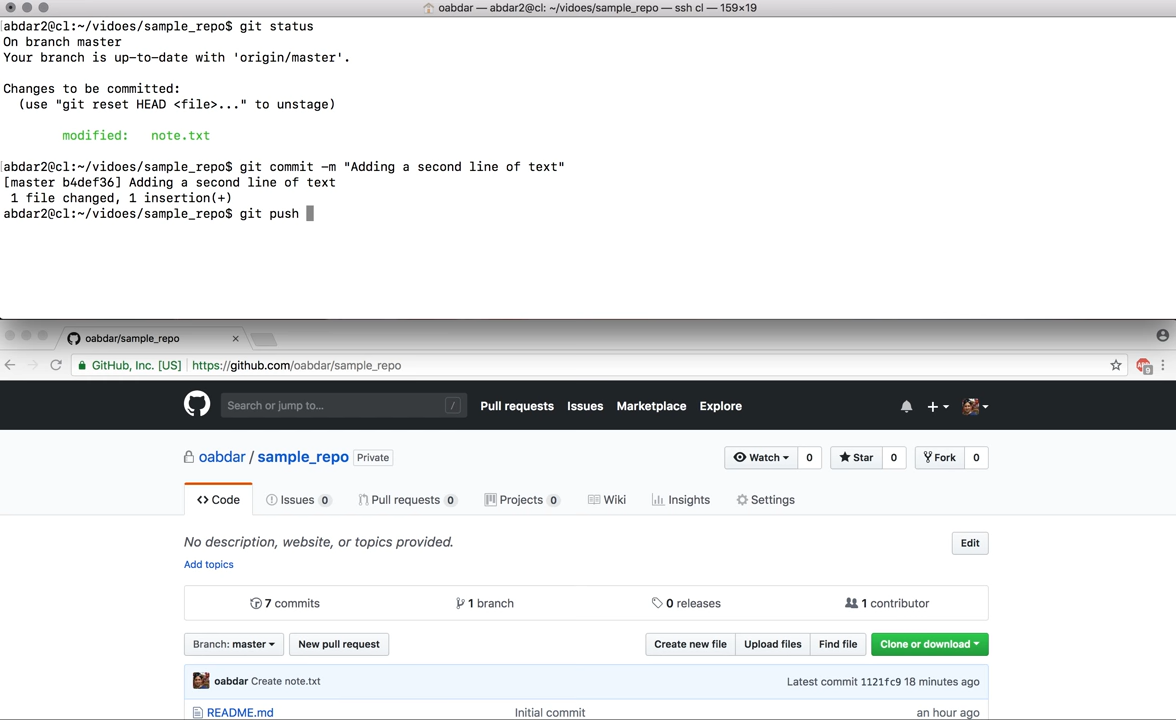 oabdar — abdar2@cl: ~/vidoes/sample_repo — ssh cl — 159×19
[abdar2@cl:~/vidoes/sample_repo$ git status
On branch master
Your branch is up-to-date with 'origin/master'.
Changes to be committed:
(use "git reset HEAD <file>..." to unstage)
modified: note.txt
[abdar2@cl:~/vidoes/sample_repo$ git commit -m "Adding a second line of text"
[master b4def36] Adding a second line of text
1 file changed, 1 insertion(+)
abdar2@cl:~/vidoes/sample_repo$ git push
oabdar/sample_repo ×
GitHub, Inc. [US] | https://github.com/oabdar/sample_repo ABP 9
Search or jump to... / Pull requests Issues Marketplace Explore
oabdar / sample_repo Private Watch 0 Star 0 Fork 0
Code Issues 0 Pull requests 0 Projects 0 Wiki Insights Settings
No description, website, or topics provided. Edit
Add topics
7 commits 1 branch 0 releases 1 contributor
Branch: master New pull request Create new file Upload files Find file Clone or download
oabdar Create note.txt Latest commit 1121fc9 18 minutes ago
README.md Initial commit an hour ago